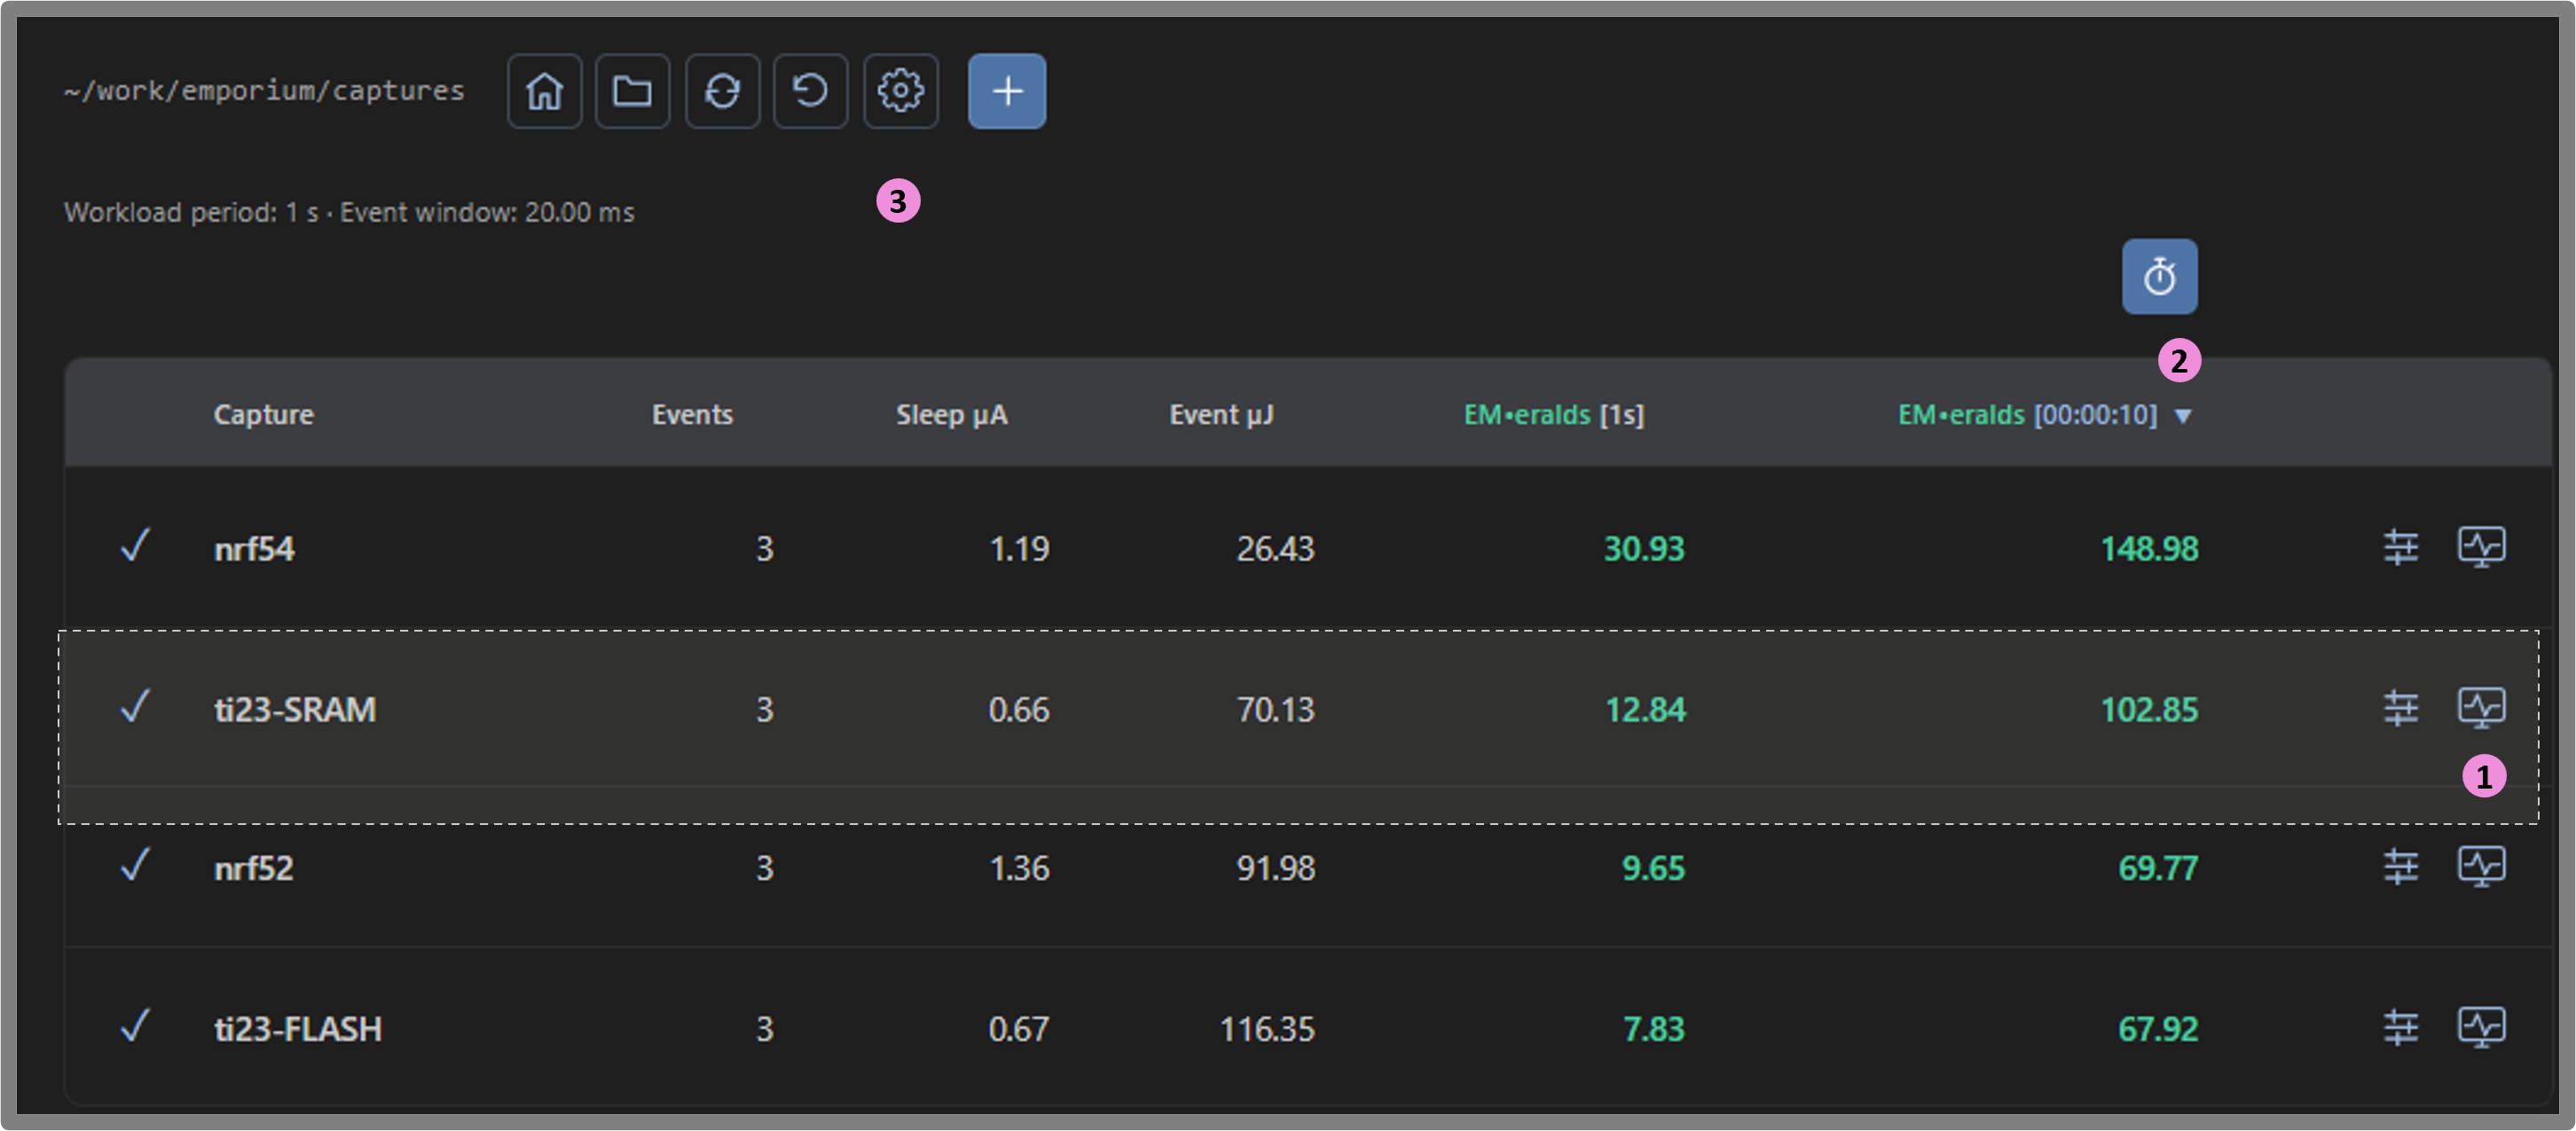 ~/work/emporium/captures
Workload period: 1 s · Event window: 20.00 ms
3
2
Capture Events Sleep µA Event µJ EM•eralds [1s] EM•eralds [00:00:10] ▼
nrf54 3 1.19 26.43 30.93 148.98
ti23-SRAM 3 0.66 70.13 12.84 102.85
1
nrf52 3 1.36 91.98 9.65 69.77
ti23-FLASH 3 0.67 116.35 7.83 67.92